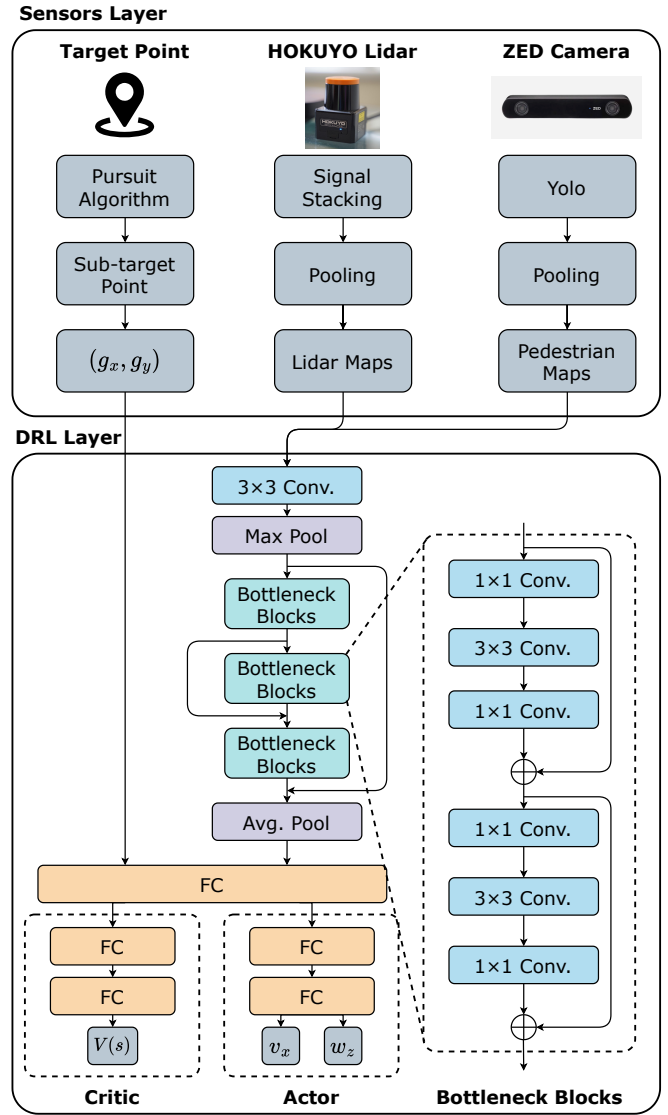 Sensors Layer
Target Point
HOKUYO Lidar
ZED Camera
HOKUYO
ZED
Pursuit
Algorithm
Signal
Stacking
Yolo
Sub-target
Point
Pooling
Pooling
(g_x, g_y)
Lidar Maps
Pedestrian
Maps
DRL Layer
3×3 Conv.
Max Pool
Bottleneck
Blocks
Bottleneck
Blocks
Bottleneck
Blocks
Avg. Pool
1×1 Conv.
3×3 Conv.
1×1 Conv.
1×1 Conv.
3×3 Conv.
1×1 Conv.
FC
FC
FC
FC
FC
V(s)
v_x
w_z
Critic
Actor
Bottleneck Blocks